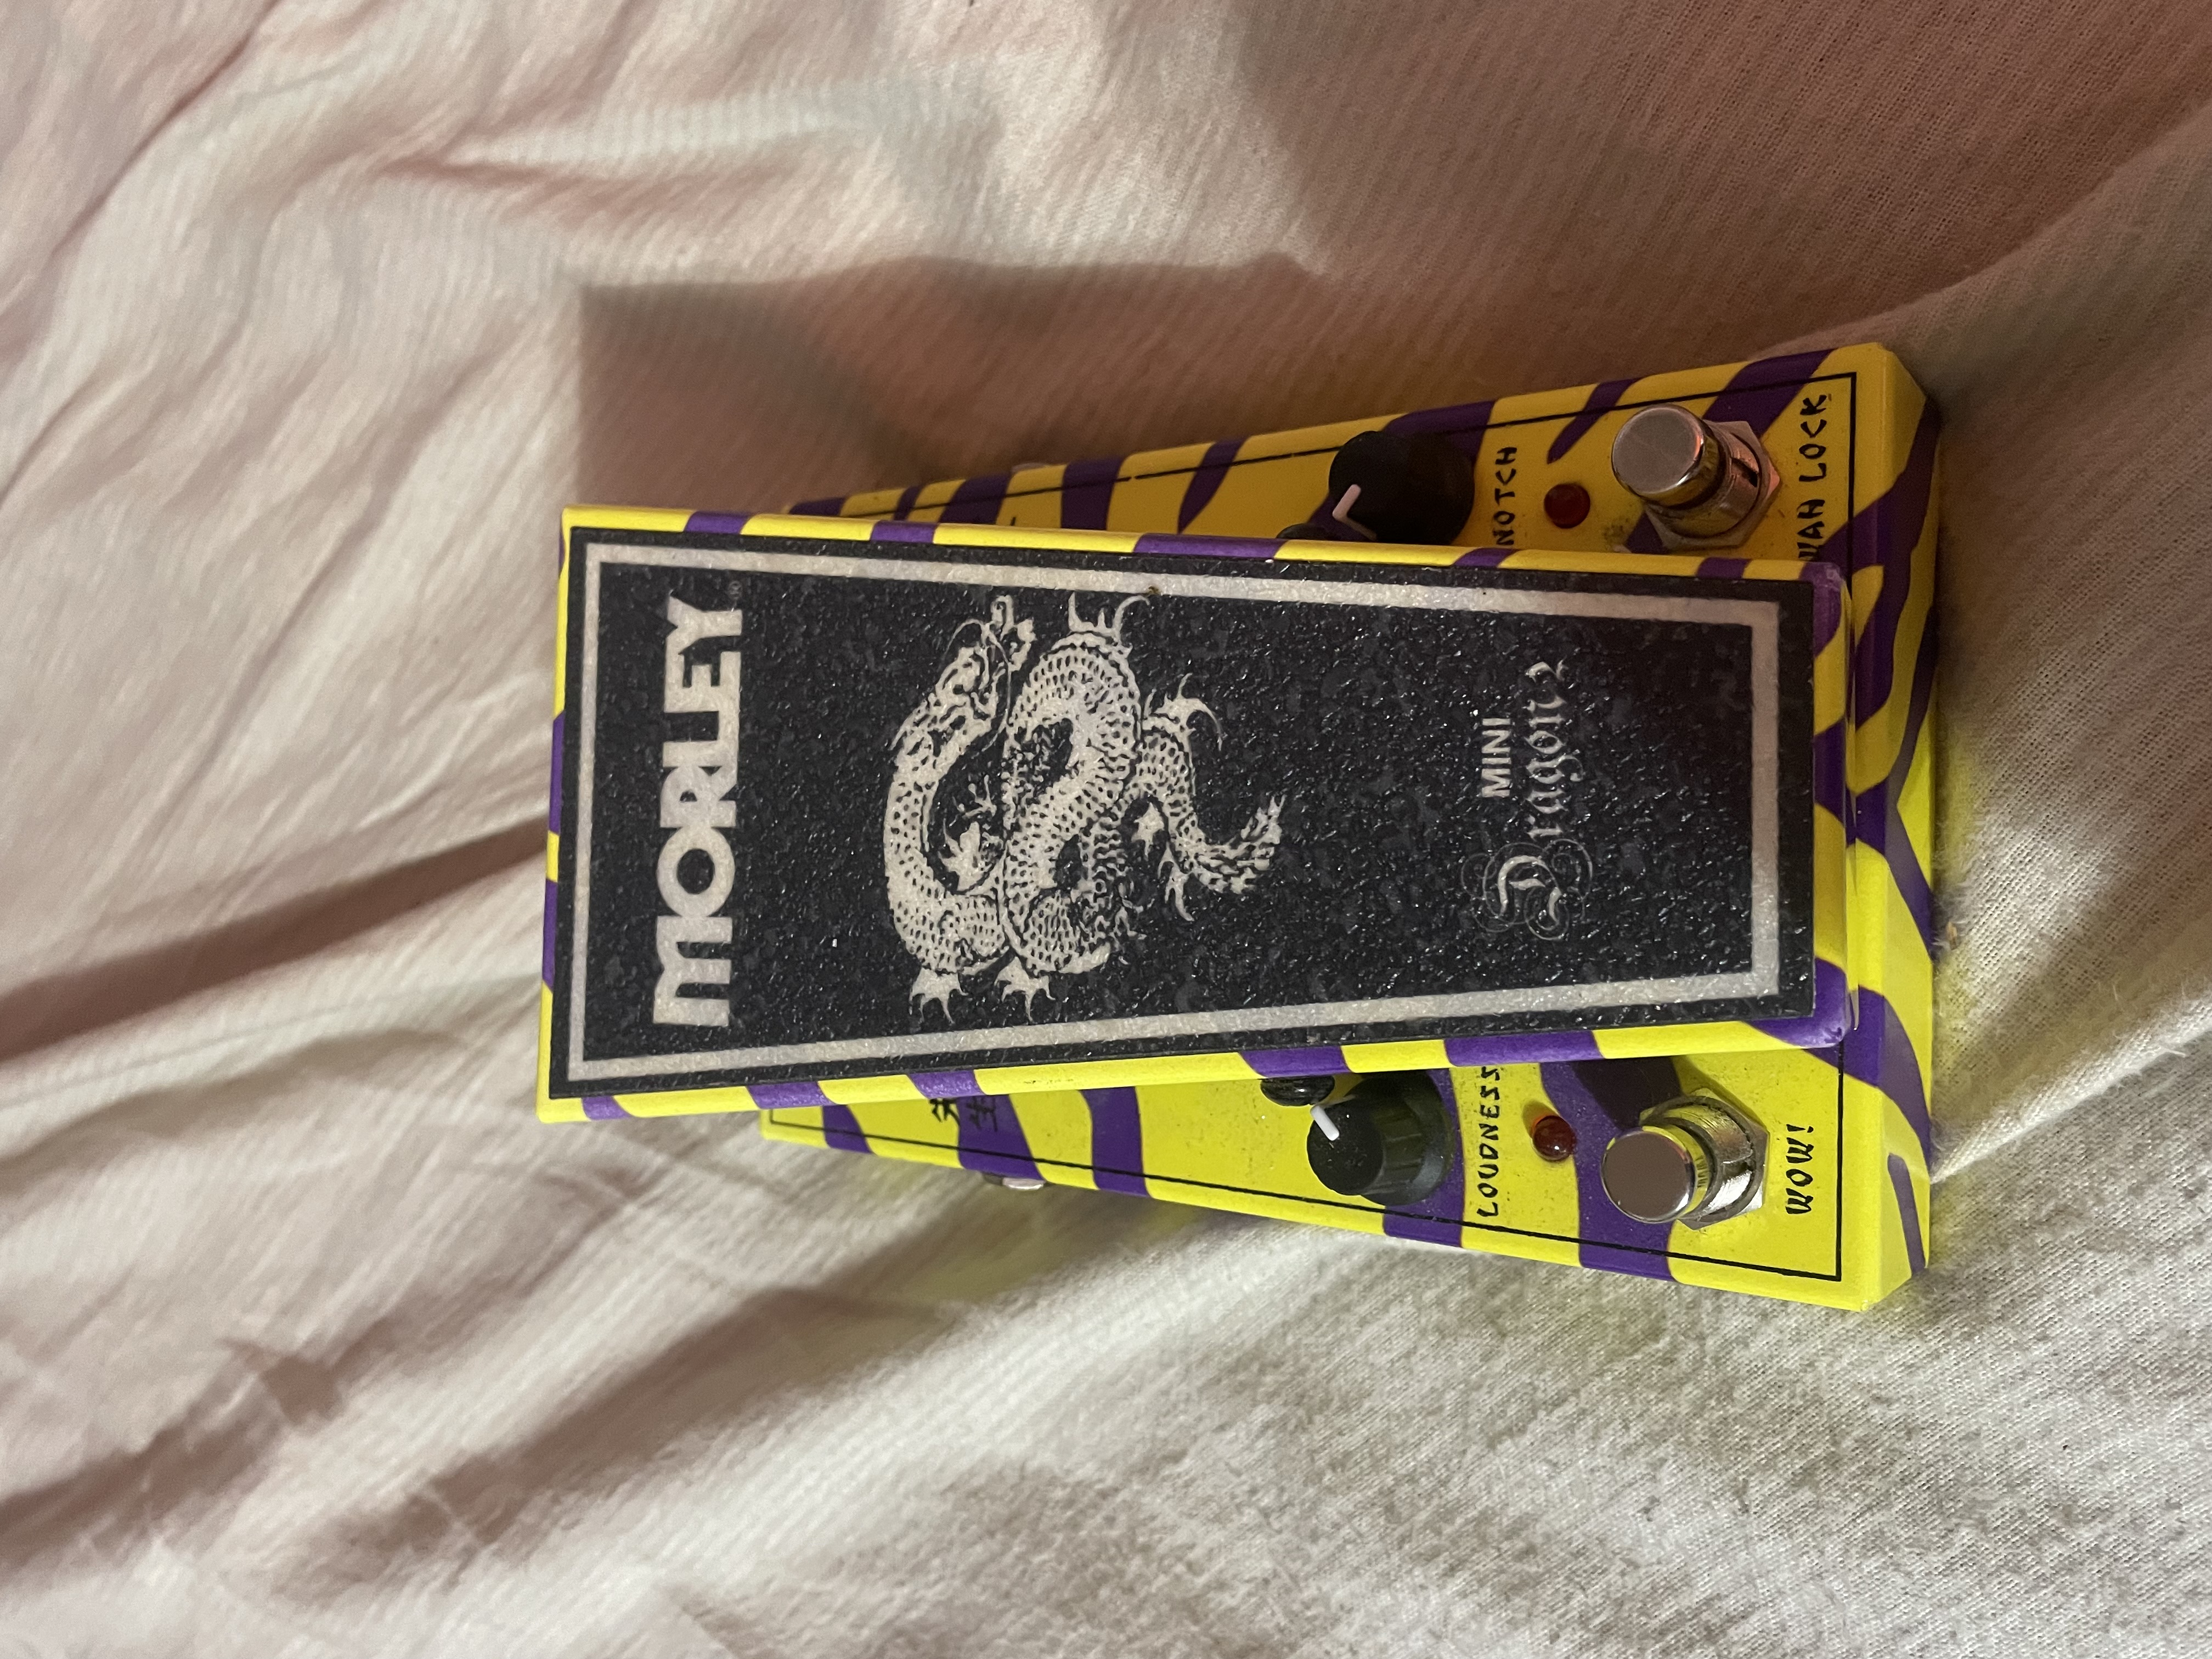 MORLEY
MINI
Dragon 2
LOUDNESS
NOTCH
WOW!
WAH LOCK